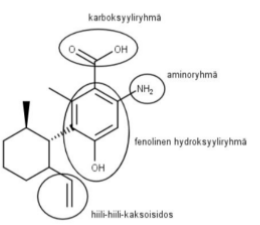 karboksyyliryhmä
O
OH
aminoryhmä
NH2
fenolinen hydroksyyliryhmä
OH
hiili-hiili-kaksoisidos